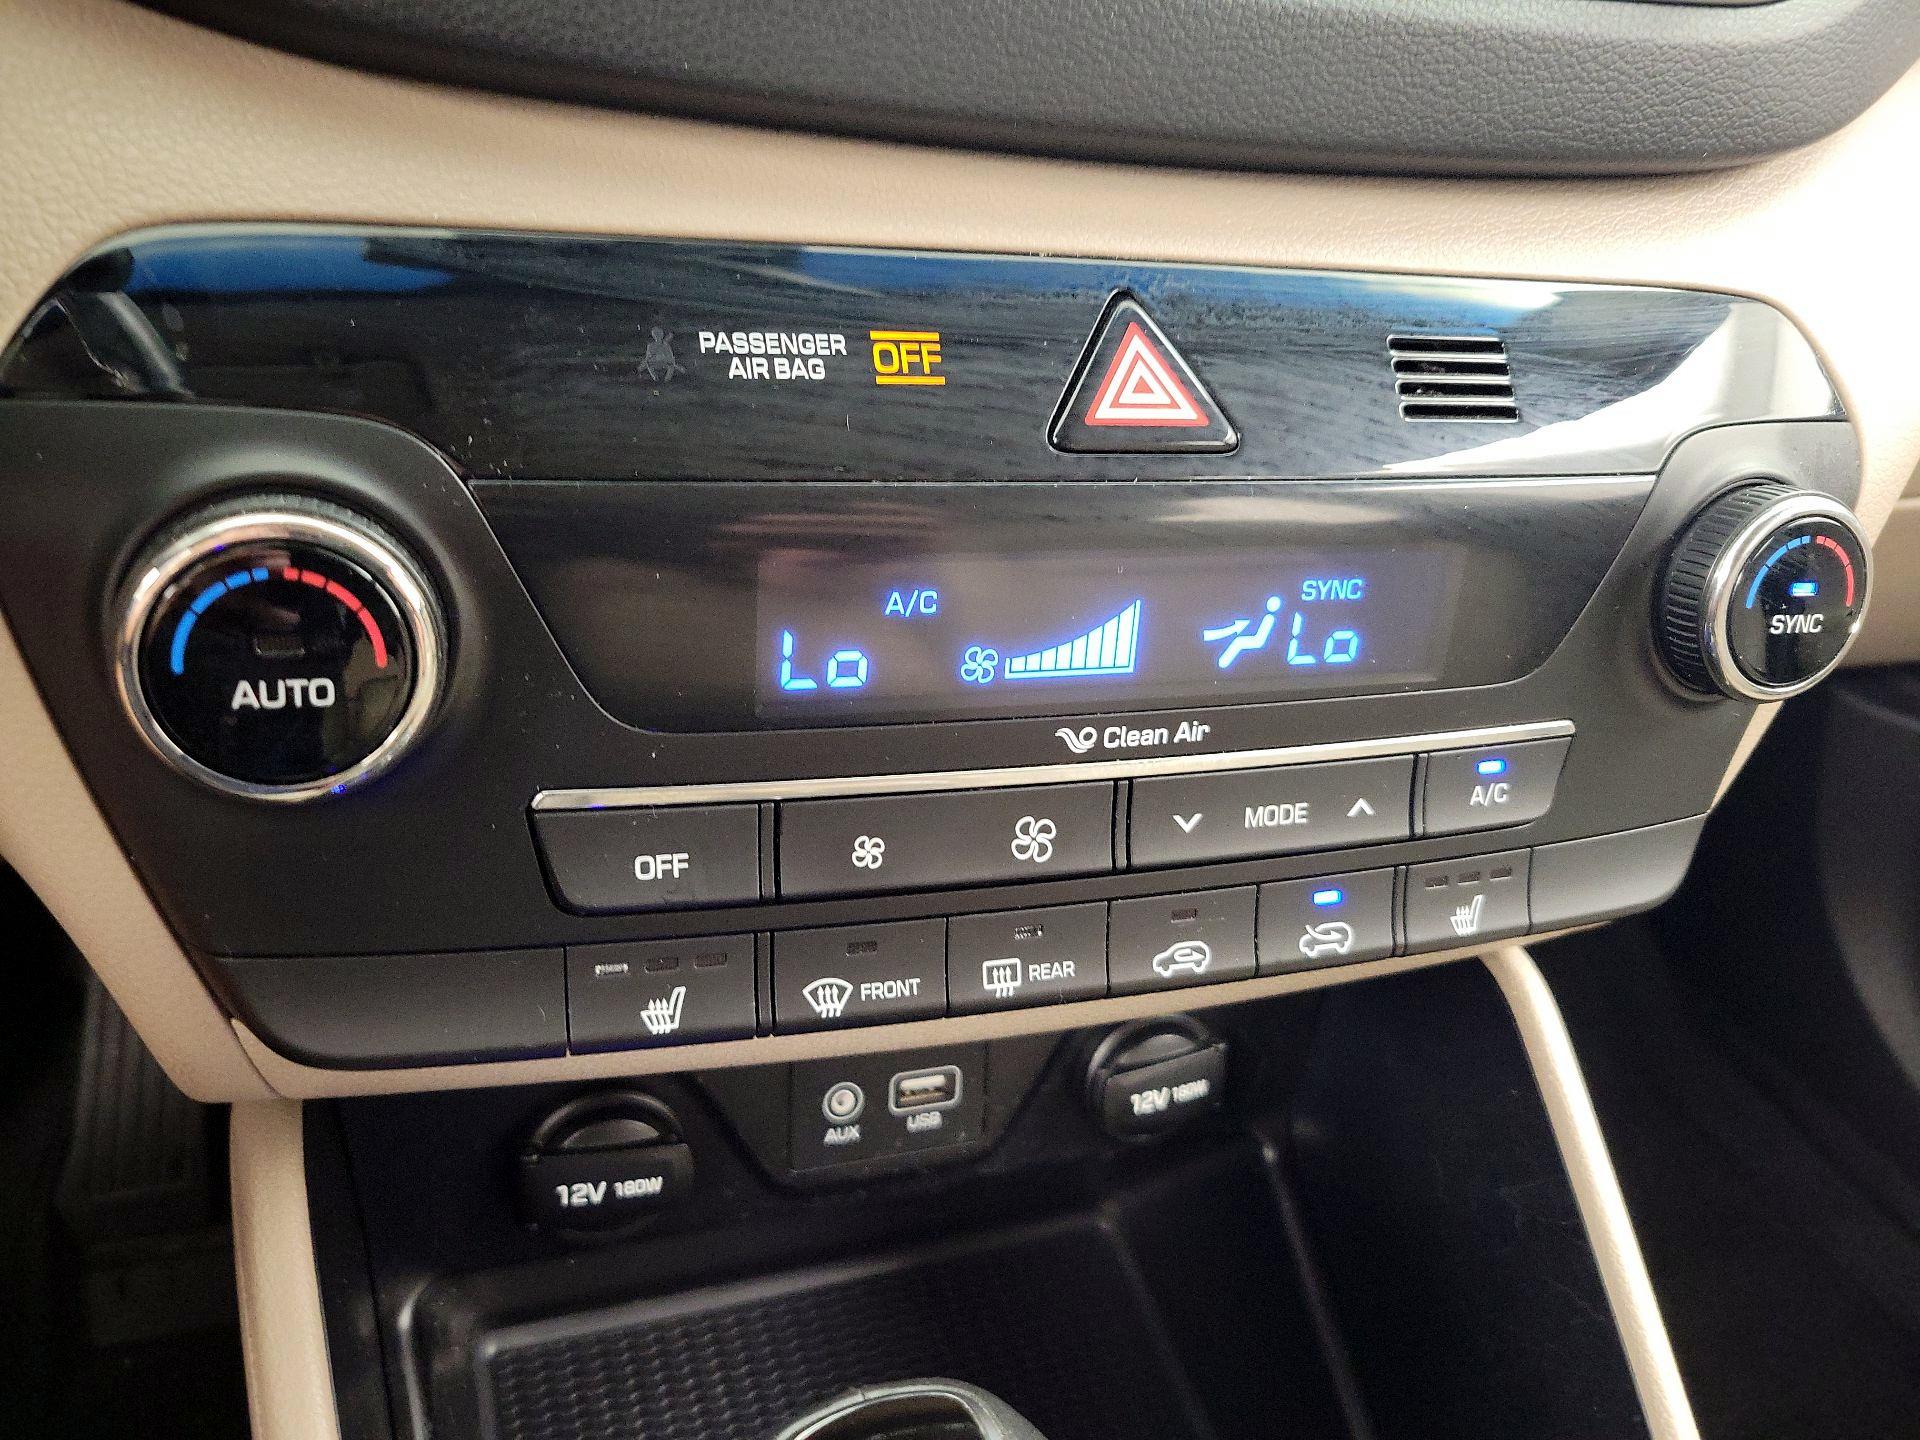 PASSENGER
AIR BAG
OFF
A/C
SYNC
Lo
Lo
AUTO
SYNC
Clean Air
OFF
MODE
A/C
FRONT
REAR
AUX
USB
12V 180W
12V 180W